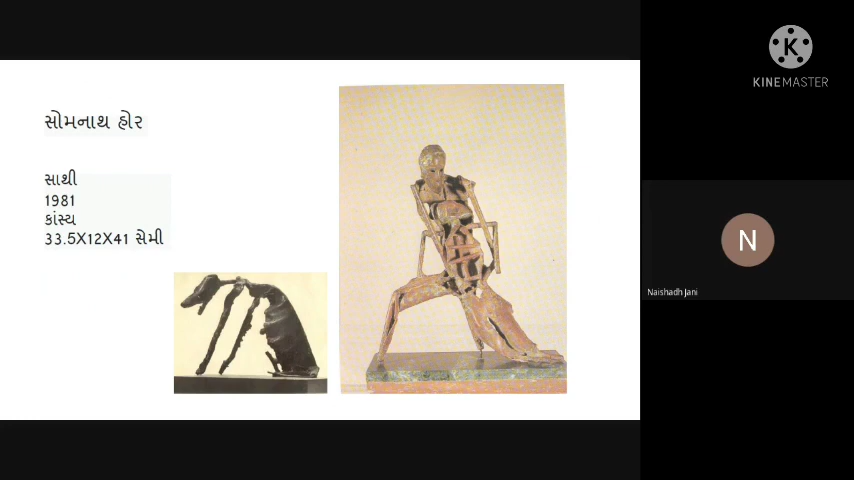 સોમનાથ હોર
સાથી
1981
કાંસ્ય
33.5X12X41 સેમી
K
KINEMASTER
N
Naishadh Jani